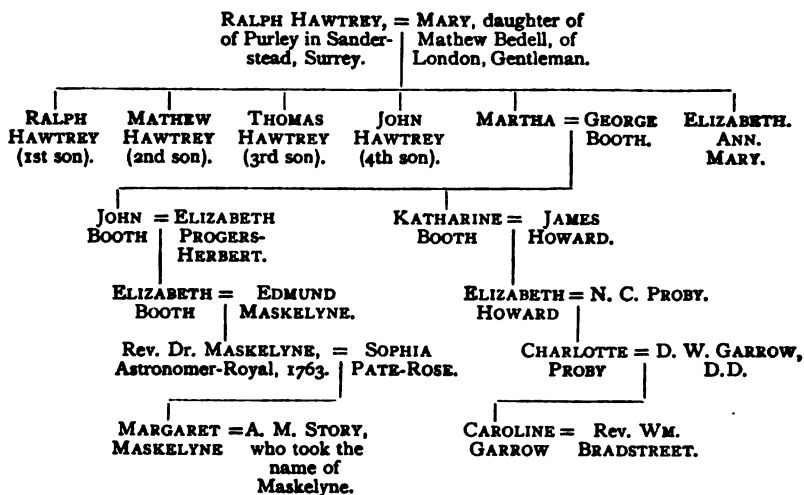 RALPH HAWTREY, = MARY, daughter of
of Purley in Sander- Mathew Bedell, of
stead, Surrey. London, Gentleman.
RALPH MATHEW THOMAS JOHN MARTHA = GEORGE ELIZABETH.
HAWTREY HAWTREY HAWTREY HAWTREY BOOTH. ANN.
(1st son). (2nd son). (3rd son). (4th son). MARY.
JOHN = ELIZABETH KATHARINE = JAMES
BOOTH PROGERS- BOOTH HOWARD.
HERBERT.
ELIZABETH = EDMUND ELIZABETH = N. C. PROBY.
BOOTH MASKELYNE. HOWARD
Rev. Dr. MASKELYNE, = SOPHIA CHARLOTTE = D. W. GARROW,
Astronomer-Royal, 1763. PATE-ROSE. PROBY D.D.
MARGARET = A. M. STORY, CAROLINE = Rev. WM.
MASKELYNE who took the GARROW BRADSTREET.
name of
Maskelyne.